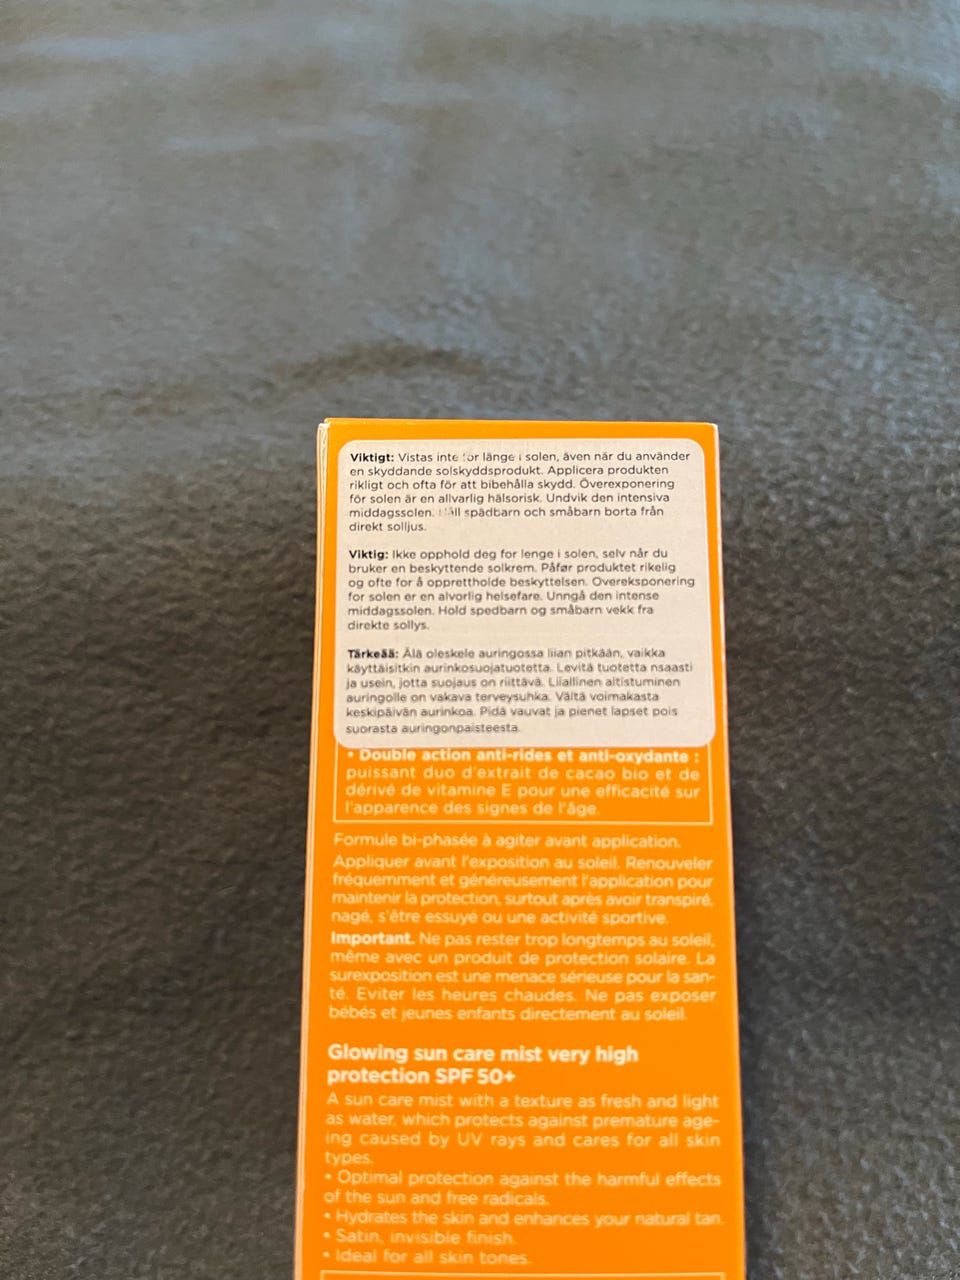 Viktigt: Vistas inte för länge i solen, även när du använder
en skyddande solskyddsprodukt. Applicera produkten
rikligt och ofta för att bibehålla skydd. Överexponering
för solen är en allvarlig hälsorisk. Undvik den intensiva
middagssolen. Håll spädbarn och småbarn borta från
direkt solljus.
Viktig: Ikke opphold deg for lenge i solen, selv når du
bruker en beskyttende solkrem. Påfør produktet rikelig
og ofte for å opprettholde beskyttelsen. Overeksponering
for solen er en alvorlig helsefare. Unngå den intense
middagssolen. Hold spedbarn og småbarn vekk fra
direkte sollys.
Tärkeää: Älä oleskele auringossa liian pitkään, vaikka
käyttäisitkin aurinkosuojatuotetta. Levitä tuotetta
ja usein, jotta suojaus on riittävä. Liiallinen altistuminen
auringolle on vakava terveysuhka. Vältä voimakasta
keskipäivän aurinkoa. Pidä vauvat ja pienet lapset pois
suorasta auringonpaisteesta.
• Double action anti-rides et anti-oxydante :
puissant duo d'extrait de cacao bio et de
dérivé de vitamine E pour une efficacité sur
l'apparence des signes de l'âge.
Formule bi-phasée à agiter avant application.
Appliquer avant l'exposition au soleil. Renouveler
fréquemment et généreusement l'application pour
maintenir la protection, surtout après avoir transpiré,
nagé, s'être essuyé ou une activité sportive.
Important. Ne pas rester trop longtemps au soleil,
même avec un produit de protection solaire. La
surexposition est une menace sérieuse pour la san-
té. Eviter les heures chaudes. Ne pas exposer
bébés et jeunes enfants directement au soleil.
Glowing sun care mist very high
protection SPF 50+
A sun care mist with a texture as fresh and light
as water, which protects against premature age-
ing caused by UV rays and cares for all skin
types.
• Optimal protection against the harmful effects
of the sun and free radicals.
• Hydrates the skin and enhances your natural tan.
• Satin, invisible finish.
• Ideal for all skin tones.